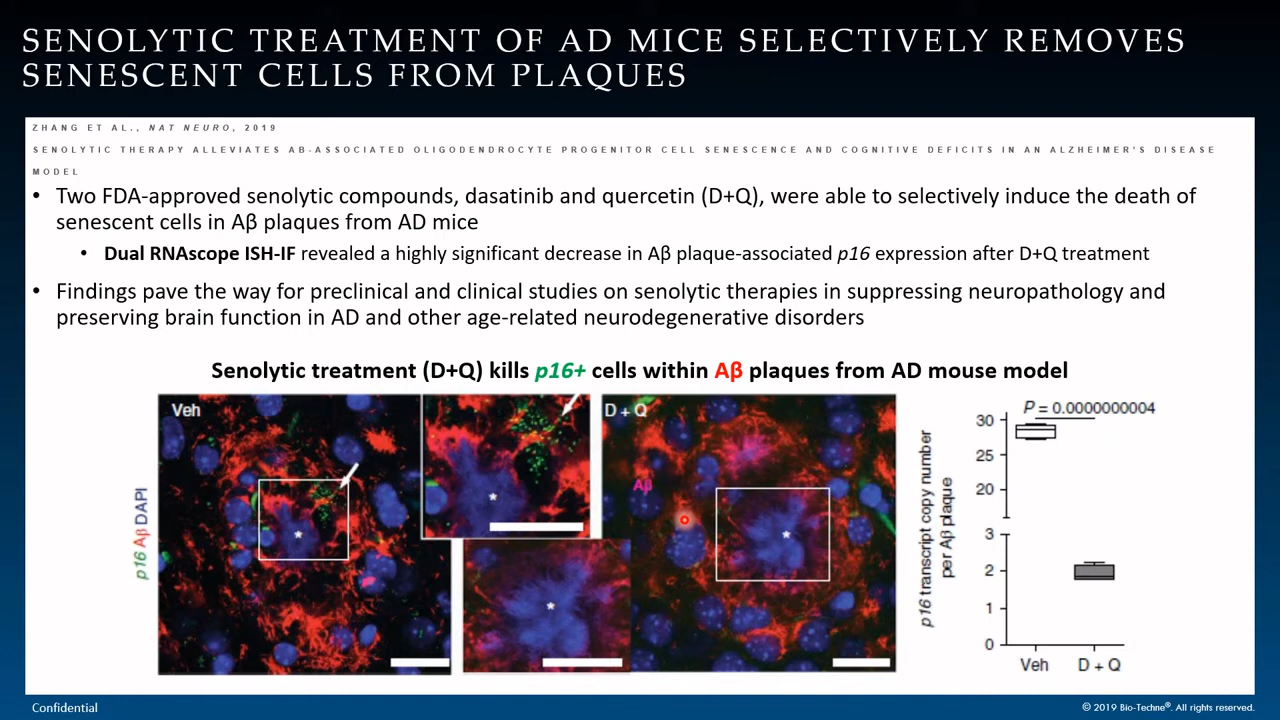 SENOLYTIC TREATMENT OF AD MICE SELECTIVELY REMOVES
SENESCENT CELLS FROM PLAQUES
ZHANG ET AL., NAT NEURO, 2019
SENOLYTIC THERAPY ALLEVIATES AB-ASSOCIATED OLIGODENDROCYTE PROGENITOR CELL SENESCENCE AND COGNITIVE DEFICITS IN AN ALZHEIMER'S DISEASE
MODEL
• Two FDA-approved senolytic compounds, dasatinib and quercetin (D+Q), were able to selectively induce the death of
senescent cells in Aβ plaques from AD mice
• Dual RNAscope ISH-IF revealed a highly significant decrease in Aβ plaque-associated p16 expression after D+Q treatment
• Findings pave the way for preclinical and clinical studies on senolytic therapies in suppressing neuropathology and
preserving brain function in AD and other age-related neurodegenerative disorders
Senolytic treatment (D+Q) kills p16+ cells within Aβ plaques from AD mouse model
p16 Aβ DAPI
Veh
*
*
*
D + Q
Aβ
*
p16 transcript copy number
per Aβ plaque
P = 0.0000000004
30
25
20
3
2
1
0
Veh
D + Q
Confidential
© 2019 Bio-Techne®. All rights reserved.